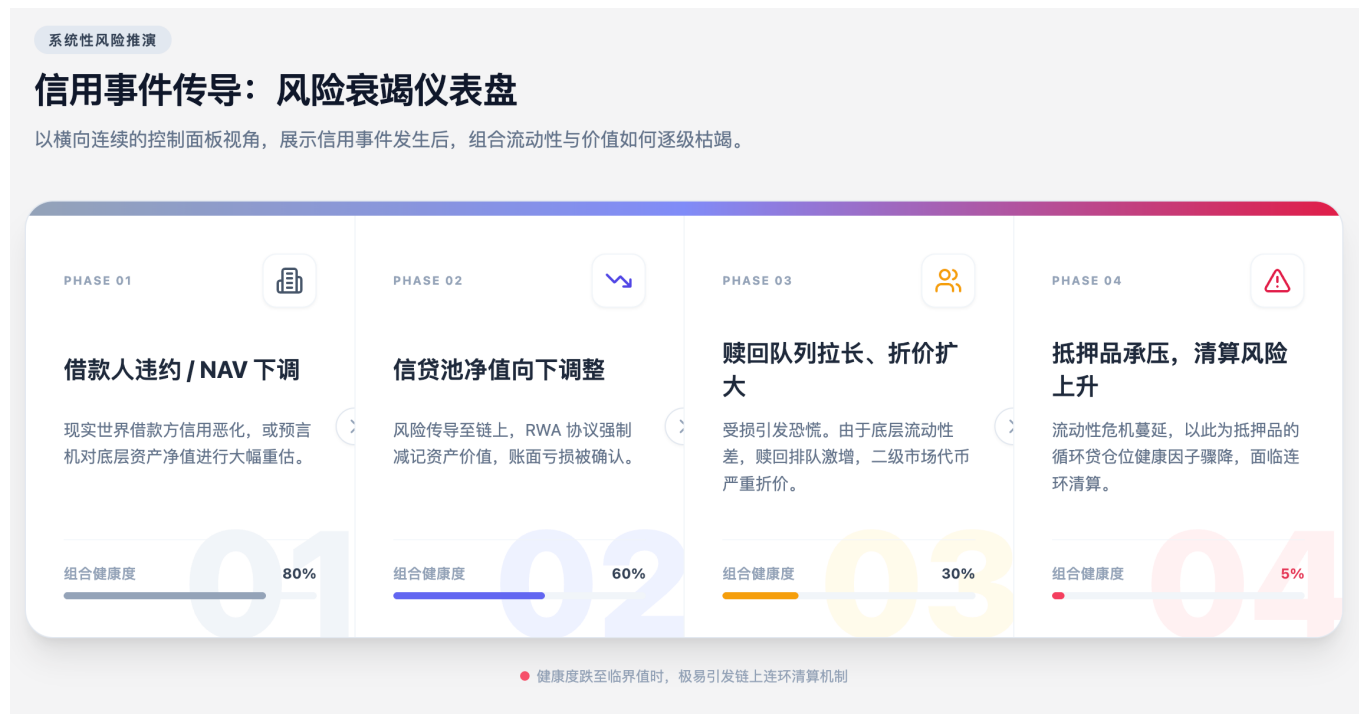 系统性风险推演
信用事件传导：风险衰竭仪表盘
以横向连续的控制面板视角，展示信用事件发生后，组合流动性与价值如何逐级枯竭。
PHASE 01
借款人违约 / NAV 下调
现实世界借款方信用恶化，或预言
机对底层资产净值进行大幅重估。
01
组合健康度
80%
PHASE 02
信贷池净值向下调整
风险传导至链上，RWA 协议强制
减记资产价值，账面亏损被确认。
02
组合健康度
60%
PHASE 03
赎回队列拉长、折价扩
大
受损引发恐慌。由于底层流动性
差，赎回排队激增，二级市场代币
严重折价。
03
组合健康度
30%
PHASE 04
抵押品承压，清算风险
上升
流动性危机蔓延，以此为抵押品的
循环贷仓位健康因子骤降，面临连
环清算。
04
组合健康度
5%
健康度跌至临界值时，极易引发链上连环清算机制